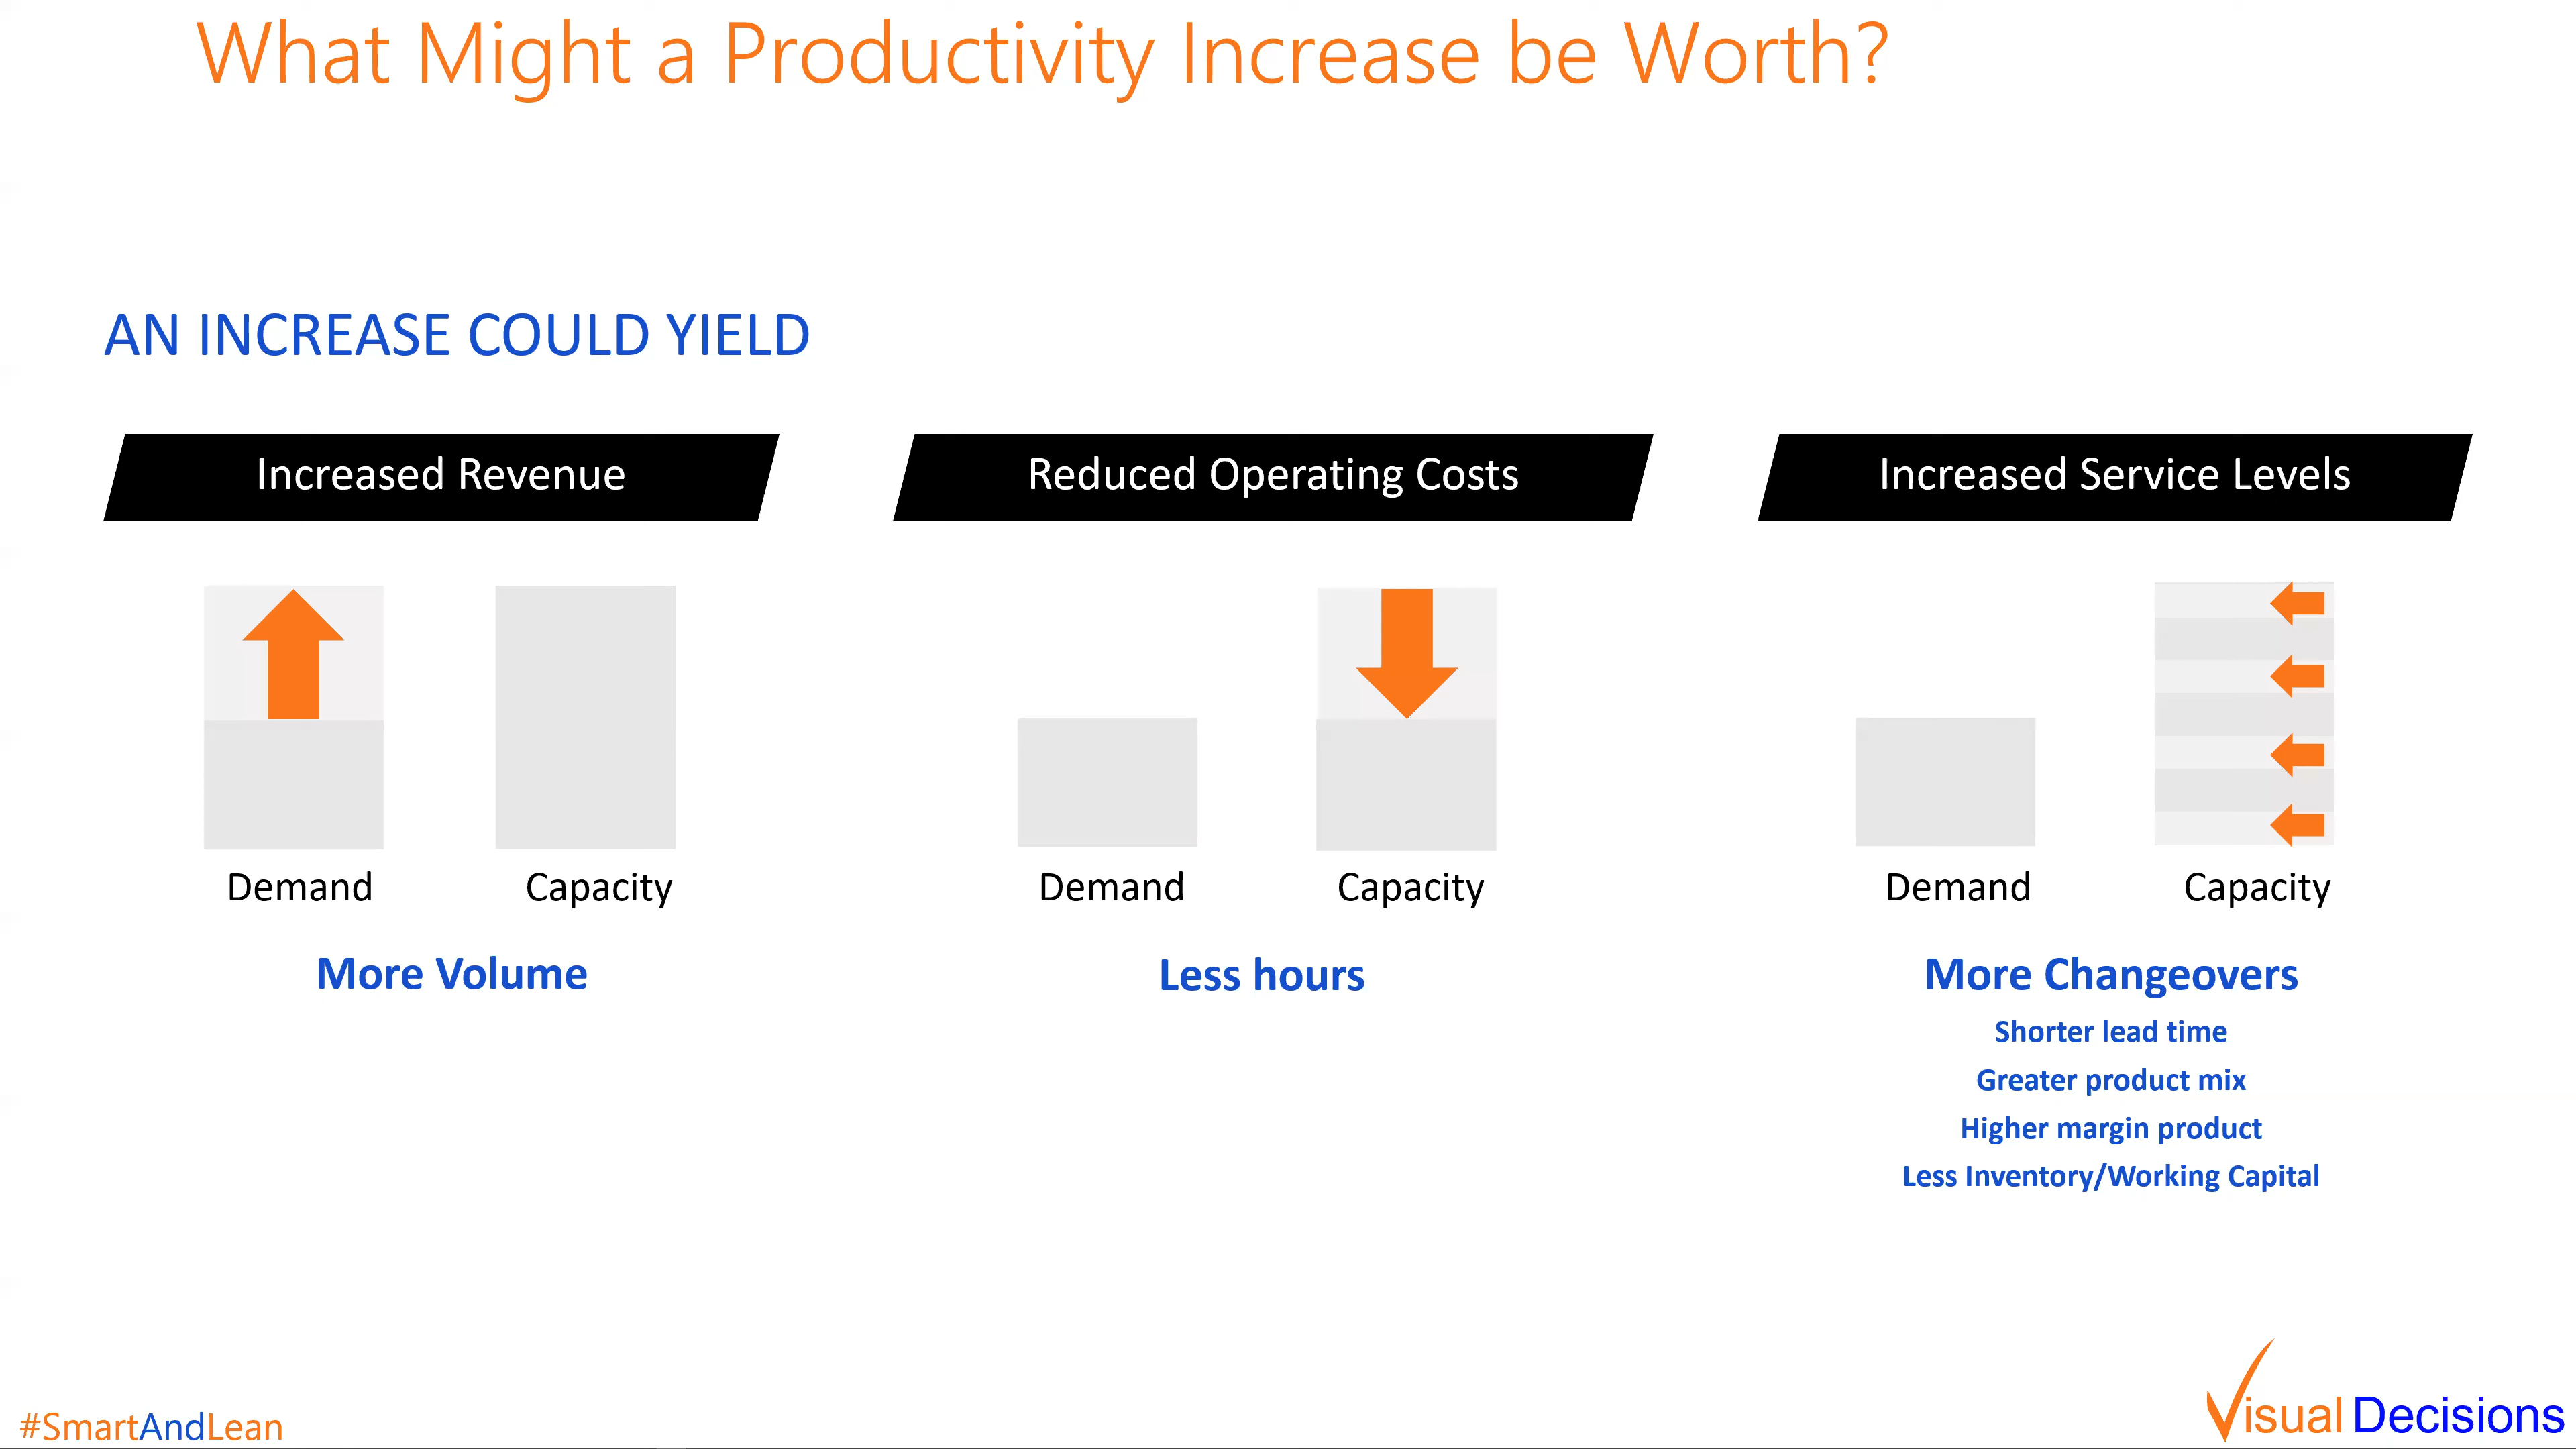 What Might a Productivity Increase be Worth?
AN INCREASE COULD YIELD
Increased Revenue
Demand
Capacity
More Volume
Reduced Operating Costs
Demand
Capacity
Less hours
Increased Service Levels
Demand
Capacity
More Changeovers
Shorter lead time
Greater product mix
Higher margin product
Less Inventory/Working Capital
#SmartAndLean
Visual Decisions